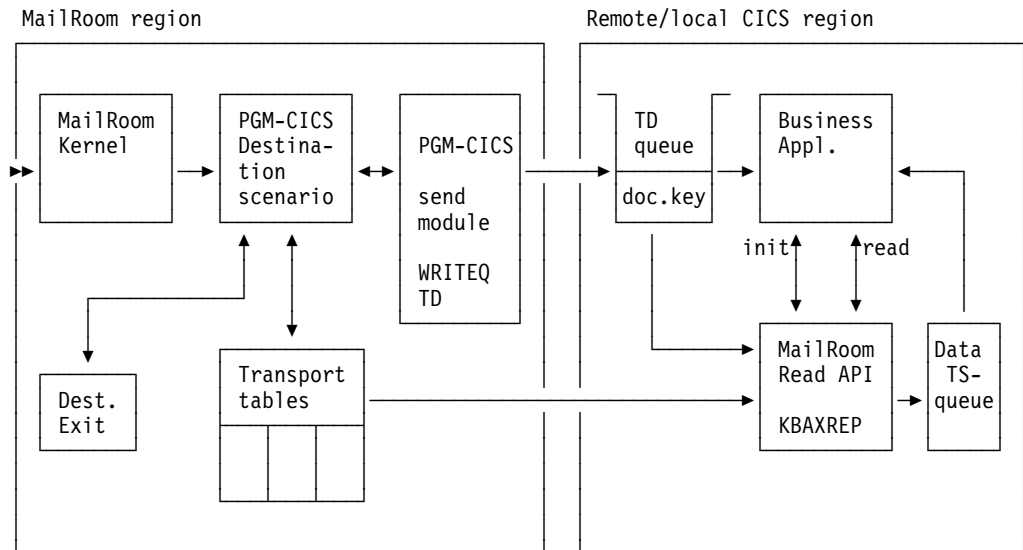 MailRoom region
Remote/local CICS region
MailRoom
Kernel
PGM-CICS
Destina-
tion
scenario
PGM-CICS
send
module
WRITEQ
TD
TD
queue
doc.key
Business
Appl.
init
read
Dest.
Exit
Transport
tables
MailRoom
Read API
KBAXREP
Data
TS-
queue